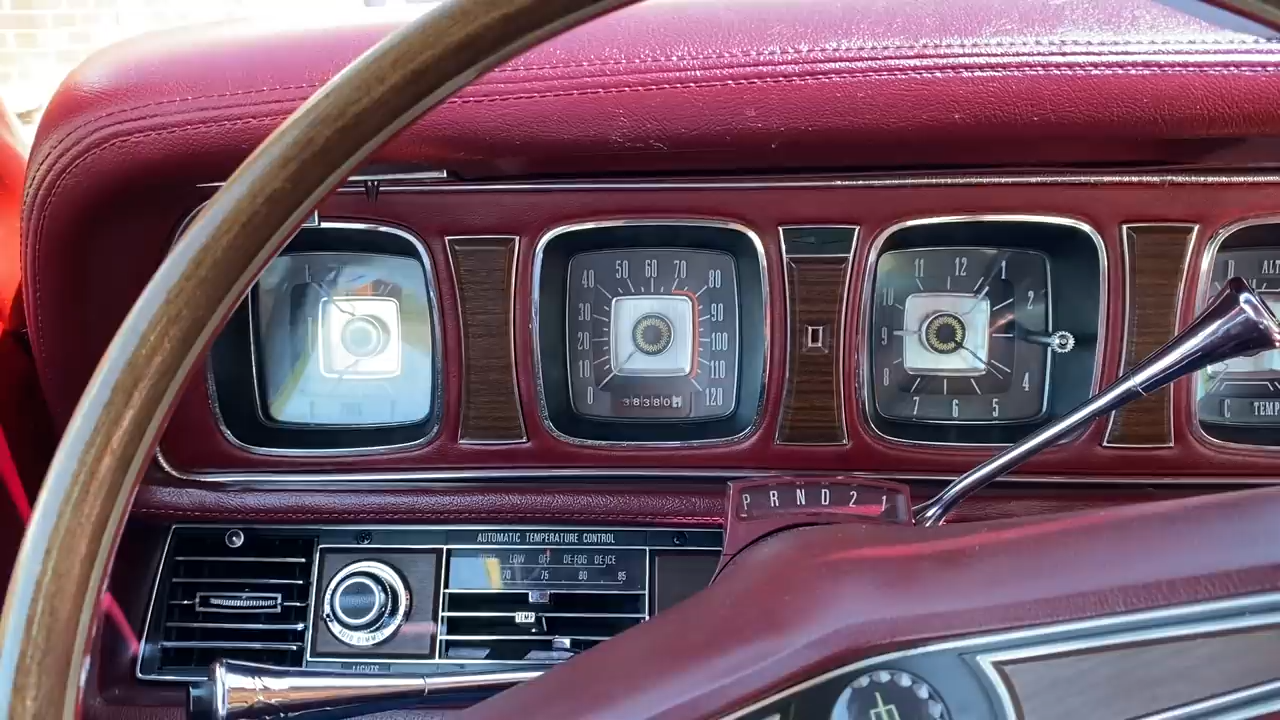 40 50 60 70 80
30 90
20 100
10 110
0 120
38380
11 12 1
10 2
9
8 4
7 6 5
ALT
C TEMP
P R N D 2 1
AUTOMATIC TEMPERATURE CONTROL
LOW OFF DE-FOG DE-ICE
70 75 80 85
TEMP
AUTO DIMMER
LIGHTS